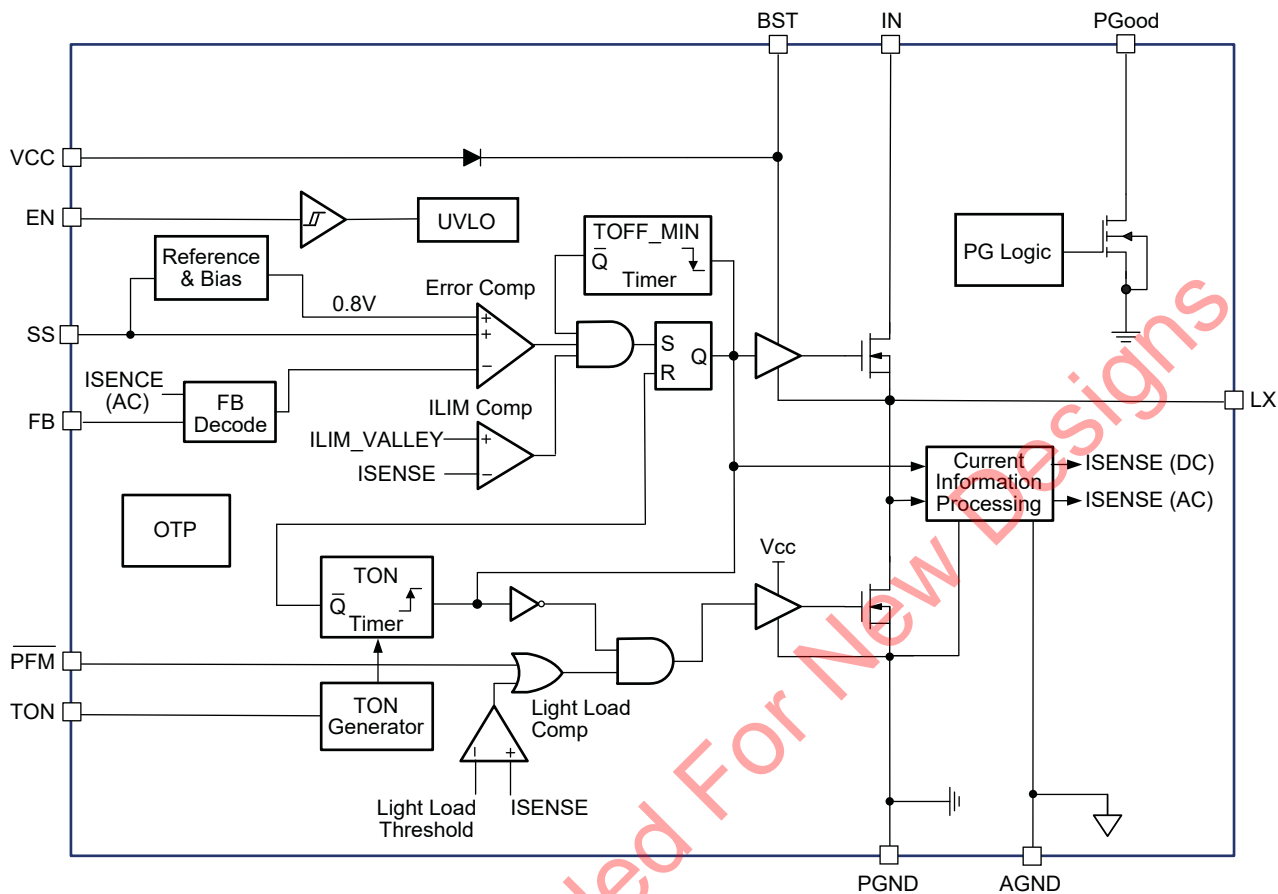 BST
IN
PGood
VCC
EN
UVLO
TOFF_MIN
Q̅
Timer
PG Logic
Reference
& Bias
Error Comp
0.8V
+
+
−
SS
S
R
Q
ISENCE
(AC)
FB
FB
Decode
ILIM Comp
ILIM_VALLEY
+
ISENSE
−
LX
Current
Information
Processing
ISENSE (DC)
ISENSE (AC)
OTP
Vcc
TON
Q̅
Timer
P̅F̅M̅
TON
TON
Generator
Light Load
Comp
−
+
Light Load
Threshold
ISENSE
PGND
AGND
ded For New Designs